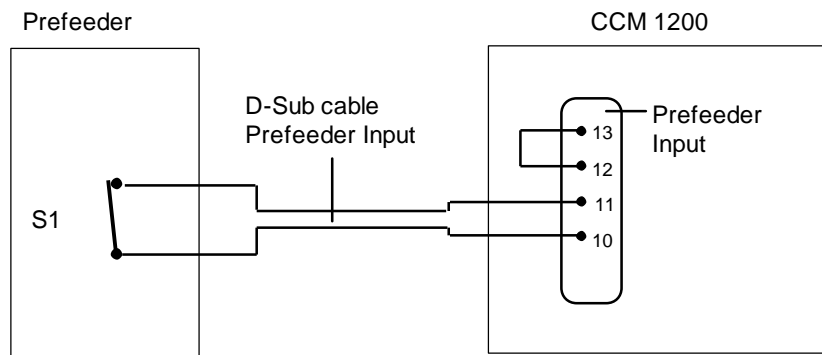 Prefeeder
CCM 1200
D-Sub cable
Prefeeder Input
Prefeeder
Input
13
12
11
10
S1